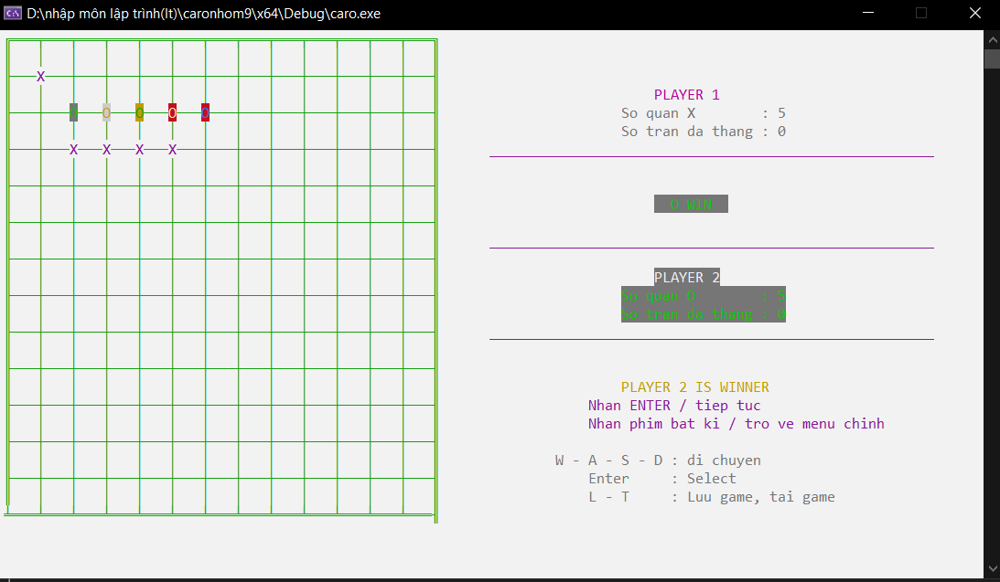 D:\nhập môn lập trình(lt)\caronhom9\x64\Debug\caro.exe
X
O O O O O
X X X X
PLAYER 1
So quan X : 5
So tran da thang : 0
O WIN
PLAYER 2
So quan O : 5
So tran da thang : 0
PLAYER 2 IS WINNER
Nhan ENTER / tiep tuc
Nhan phim bat ki / tro ve menu chinh
W - A - S - D : di chuyen
Enter : Select
L - T : Luu game, tai game